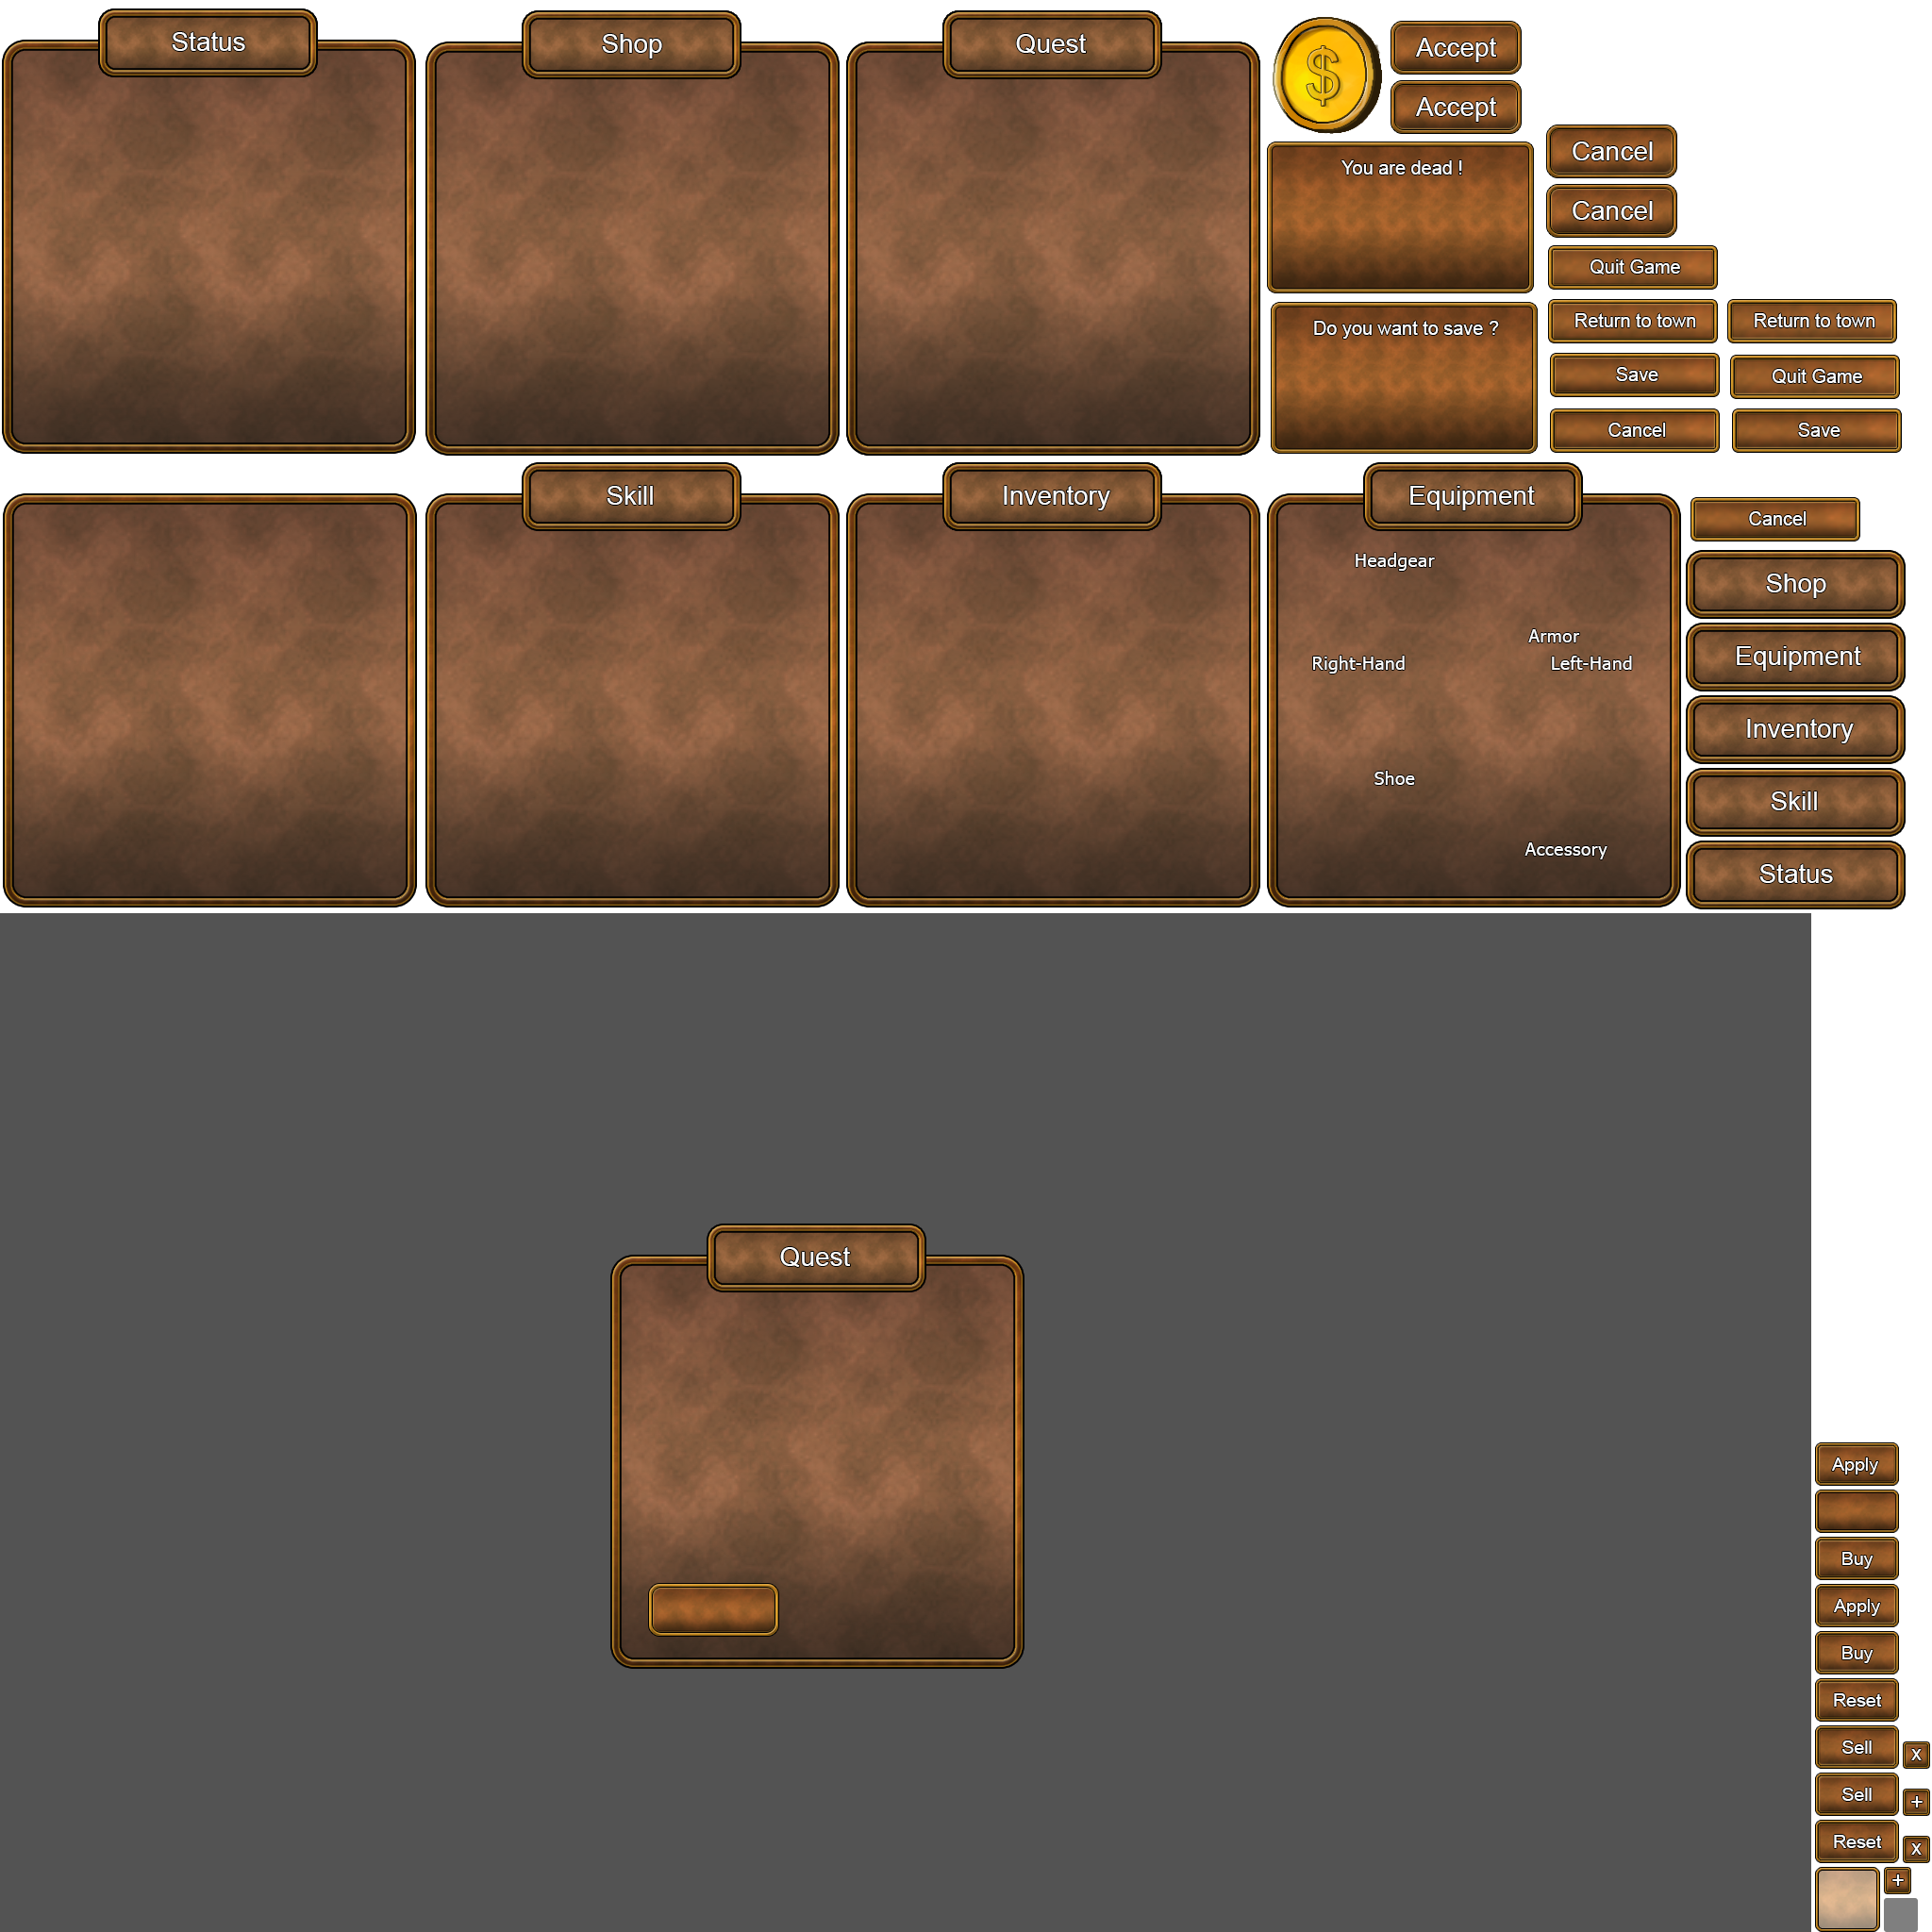 Status
Shop
Quest
$
Accept
Accept
You are dead !
Cancel
Cancel
Quit Game
Do you want to save ?
Return to town
Return to town
Save
Quit Game
Cancel
Save
Skill
Inventory
Equipment
Headgear
Armor
Right-Hand
Left-Hand
Shoe
Accessory
Cancel
Shop
Equipment
Inventory
Skill
Status
Quest
Apply
Buy
Apply
Buy
Reset
Sell
x
Sell
+
Reset
x
+